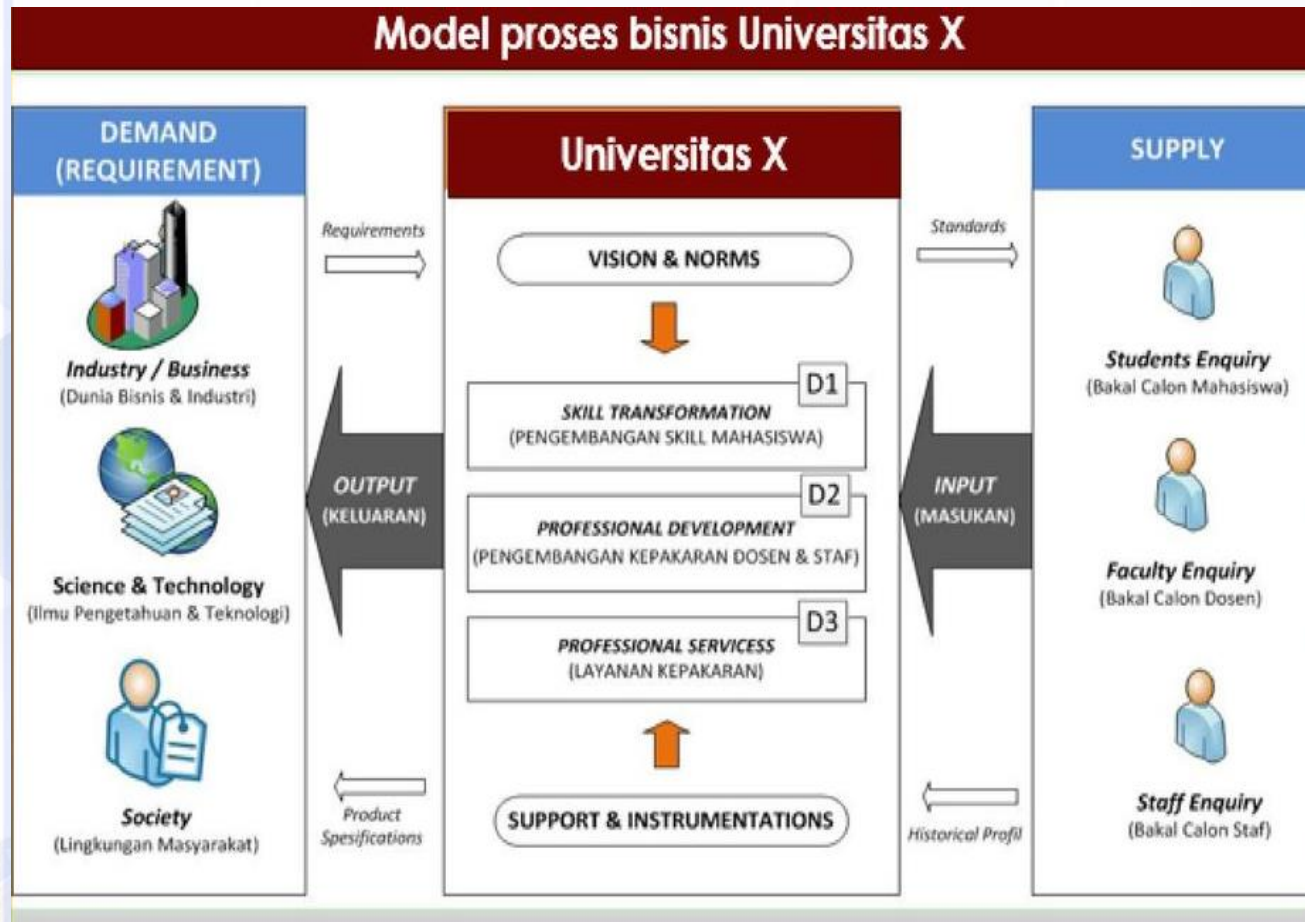 Model proses bisnis Universitas X
DEMAND
(REQUIREMENT)
Industry / Business
(Dunia Bisnis & Industri)
Science & Technology
(Ilmu Pengetahuan & Teknologi)
Society
(Lingkungan Masyarakat)
Requirements
OUTPUT
(KELUARAN)
Product
Spesifications
Universitas X
VISION & NORMS
D1
SKILL TRANSFORMATION
(PENGEMBANGAN SKILL MAHASISWA)
D2
PROFESSIONAL DEVELOPMENT
(PENGEMBANGAN KEPAKARAN DOSEN & STAF)
D3
PROFESSIONAL SERVICESS
(LAYANAN KEPAKARAN)
SUPPORT & INSTRUMENTATIONS
Standards
INPUT
(MASUKAN)
Historical Profil
SUPPLY
Students Enquiry
(Bakal Calon Mahasiswa)
Faculty Enquiry
(Bakal Calon Dosen)
Staff Enquiry
(Bakal Calon Staf)